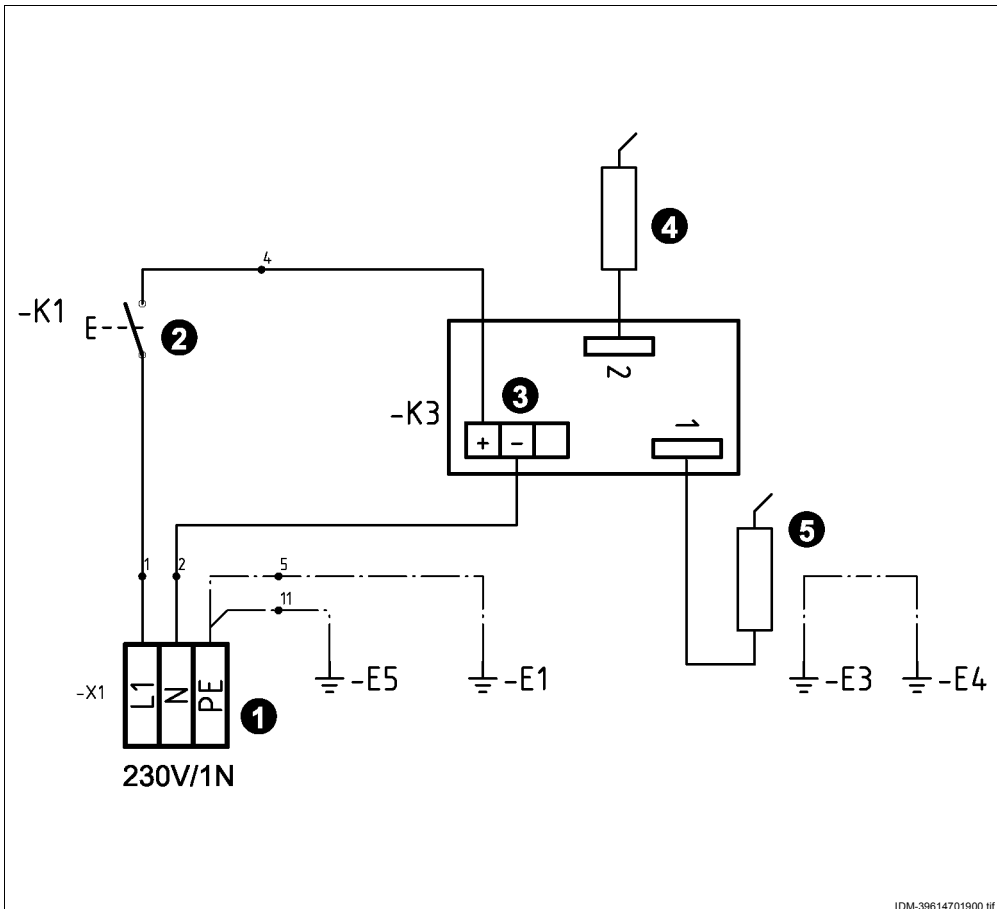 4
4
-K1
E
2
2
3
-K3
+ -
1
5
1
2
5
11
-E5
-E1
-E3
-E4
-X1
L1
N
PE
1
230V/1N
IDM-39614701900.tif